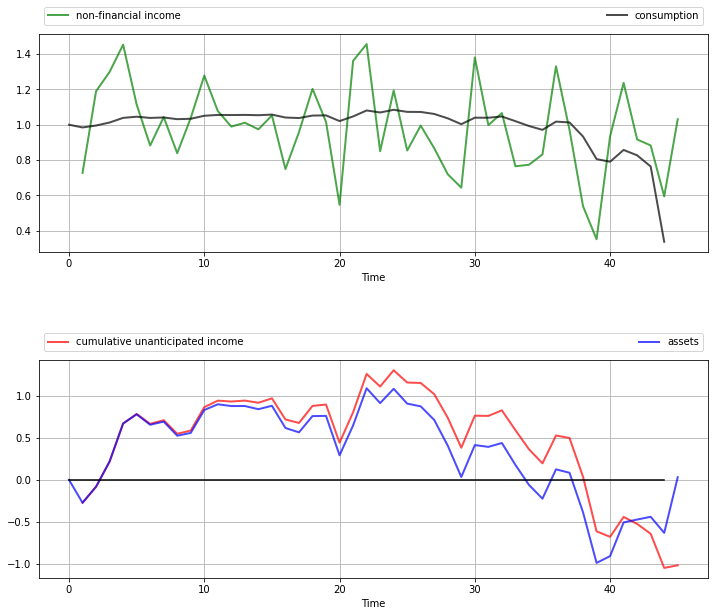 non-financial income consumption
1.4
1.2
1.0
0.8
0.6
0.4
0 10 20 30 40
Time
cumulative unanticipated income assets
1.0
0.5
0.0
−0.5
−1.0
0 10 20 30 40
Time